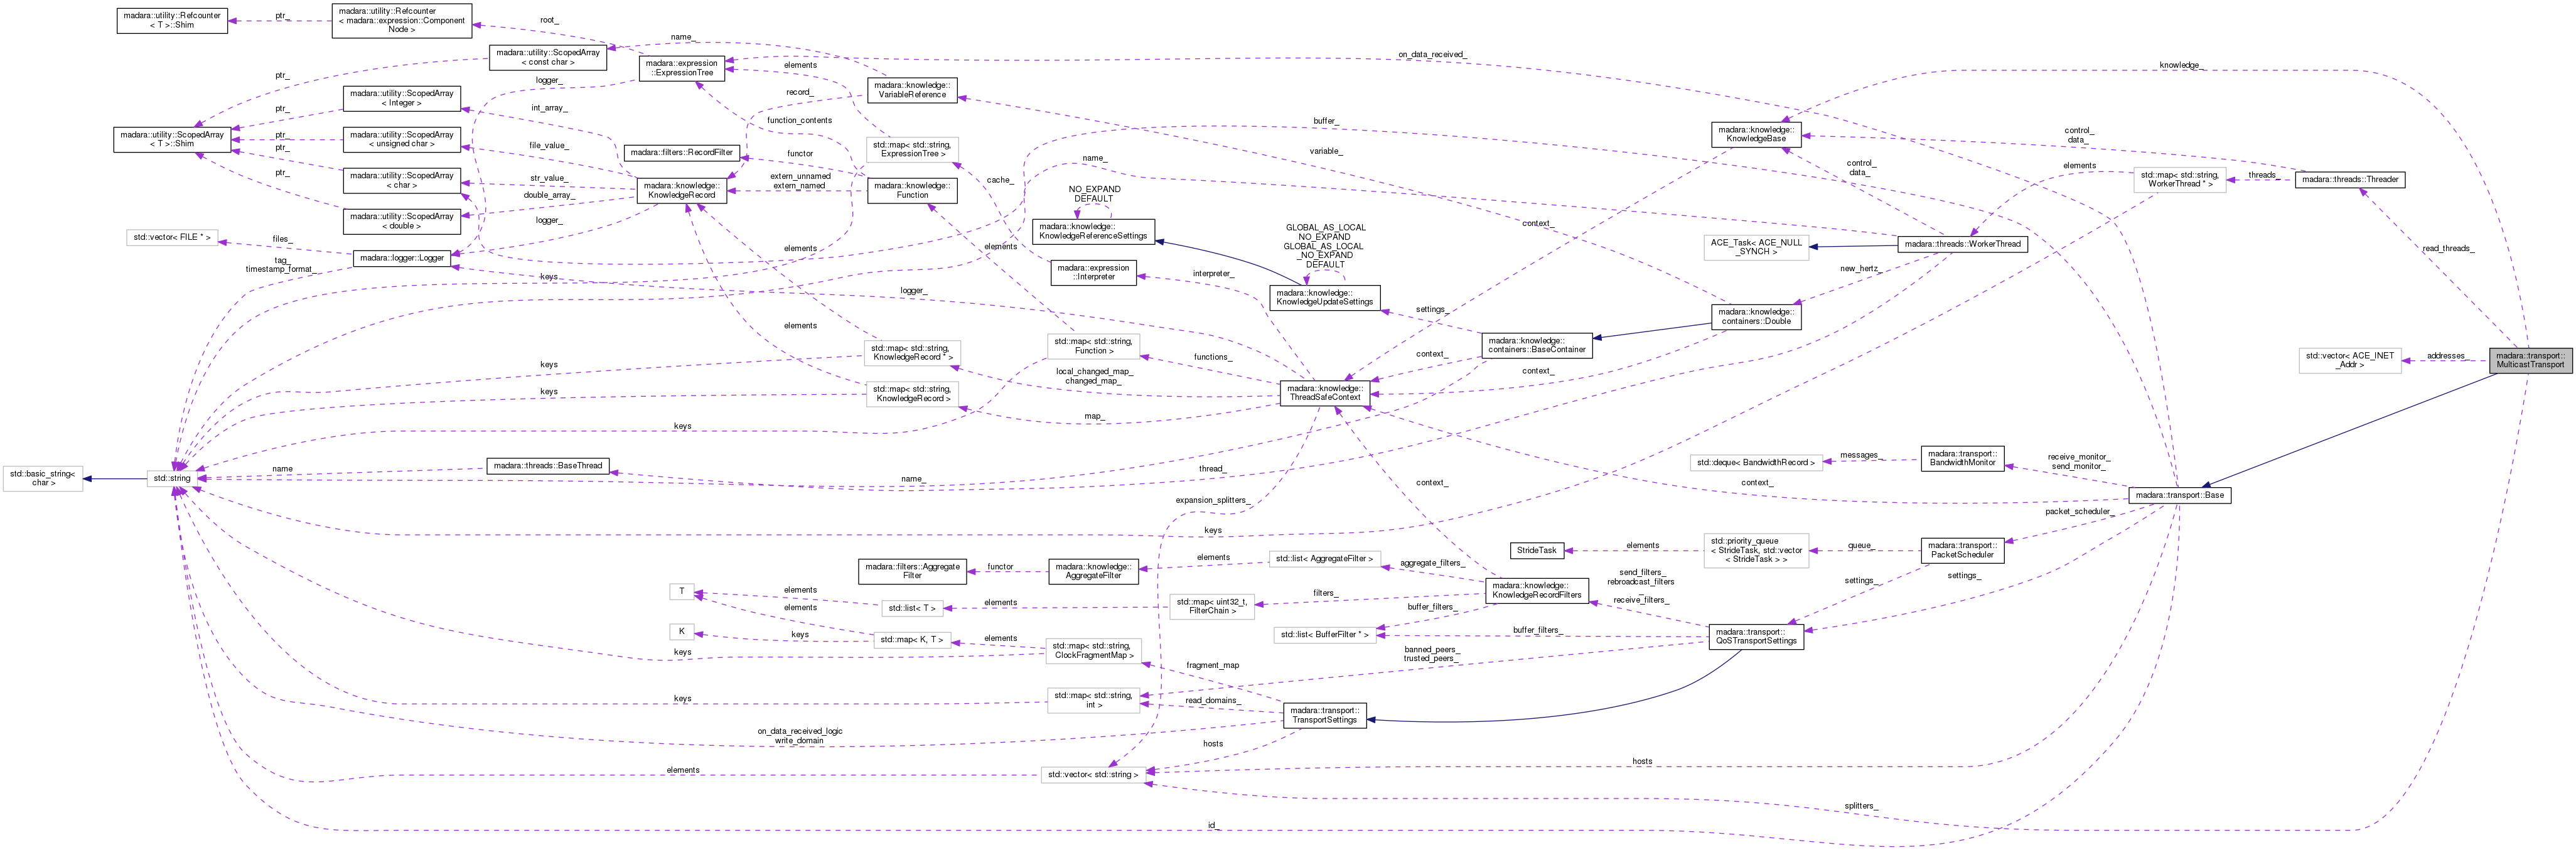 madara::utility::Refcounter
< T >::Shim
ptr_
madara::utility::Refcounter
< madara::expression::Component
Node >
root_
madara::utility::ScopedArray
< const char >
name_
madara::expression
::ExpressionTree
on_data_received_
knowledge_
elements
ptr_
logger_
madara::knowledge::
VariableReference
record_
madara::utility::ScopedArray
< Integer >
ptr_
int_array_
function_contents
buffer_
madara::knowledge::
KnowledgeBase
control_
data_
madara::utility::ScopedArray
< T >::Shim
ptr_
ptr_
madara::utility::ScopedArray
< unsigned char >
file_value_
madara::filters::RecordFilter
functor
std::map< std::string,
ExpressionTree >
name_
variable_
control_
data_
elements
ptr_
madara::utility::ScopedArray
< char >
str_value_
madara::knowledge::
KnowledgeRecord
extern_unnamed
extern_named
madara::knowledge::
Function
cache_
std::map< std::string,
WorkerThread * >
threads_
madara::threads::Threader
double_array_
madara::utility::ScopedArray
< double >
logger_
NO_EXPAND
DEFAULT
madara::knowledge::
KnowledgeReferenceSettings
context_
std::vector< FILE * >
files_
madara::logger::Logger
elements
elements
GLOBAL_AS_LOCAL
NO_EXPAND
GLOBAL_AS_LOCAL
_NO_EXPAND
DEFAULT
ACE_Task< ACE_NULL
_SYNCH >
madara::threads::WorkerThread
read_threads_
tag_
timestamp_format_
keys
madara::expression
::Interpreter
interpreter_
new_hertz_
logger_
madara::knowledge::
KnowledgeUpdateSettings
settings_
madara::knowledge::
containers::Double
elements
std::map< std::string,
KnowledgeRecord * >
std::map< std::string,
Function >
functions_
madara::knowledge::
containers::BaseContainer
context_
context_
keys
local_changed_map_
changed_map_
std::vector< ACE_INET
_Addr >
addresses_
madara::transport::
MulticastTransport
keys
std::map< std::string,
KnowledgeRecord >
map_
madara::knowledge::
ThreadSafeContext
keys
std::basic_string<
char >
std::string
name
madara::threads::BaseThread
thread_
name_
expansion_splitters_
context_
context_
std::deque< BandwidthRecord >
messages_
madara::transport::
BandwidthMonitor
receive_monitor_
send_monitor_
madara::transport::Base
keys
packet_scheduler_
StrideTask
elements
std::priority_queue
< StrideTask, std::vector
< StrideTask > >
queue_
madara::transport::
PacketScheduler
settings_
settings_
madara::filters::Aggregate
Filter
functor
madara::knowledge::
AggregateFilter
elements
std::list< AggregateFilter >
aggregate_filters_
madara::knowledge::
KnowledgeRecordFilters
send_filters_
rebroadcast_filters
_
receive_filters_
T
elements
elements
std::list< T >
elements
std::map< uint32_t,
FilterChain >
filters_
buffer_filters_
K
keys
std::map< K, T >
elements
std::map< std::string,
ClockFragmentMap >
std::list< BufferFilter * >
buffer_filters_
madara::transport::
QoSTransportSettings
keys
fragment_map
banned_peers_
trusted_peers_
keys
std::map< std::string,
int >
read_domains_
madara::transport::
TransportSettings
on_data_received_logic
write_domain
hosts
hosts
elements
std::vector< std::string >
splitters_
id_